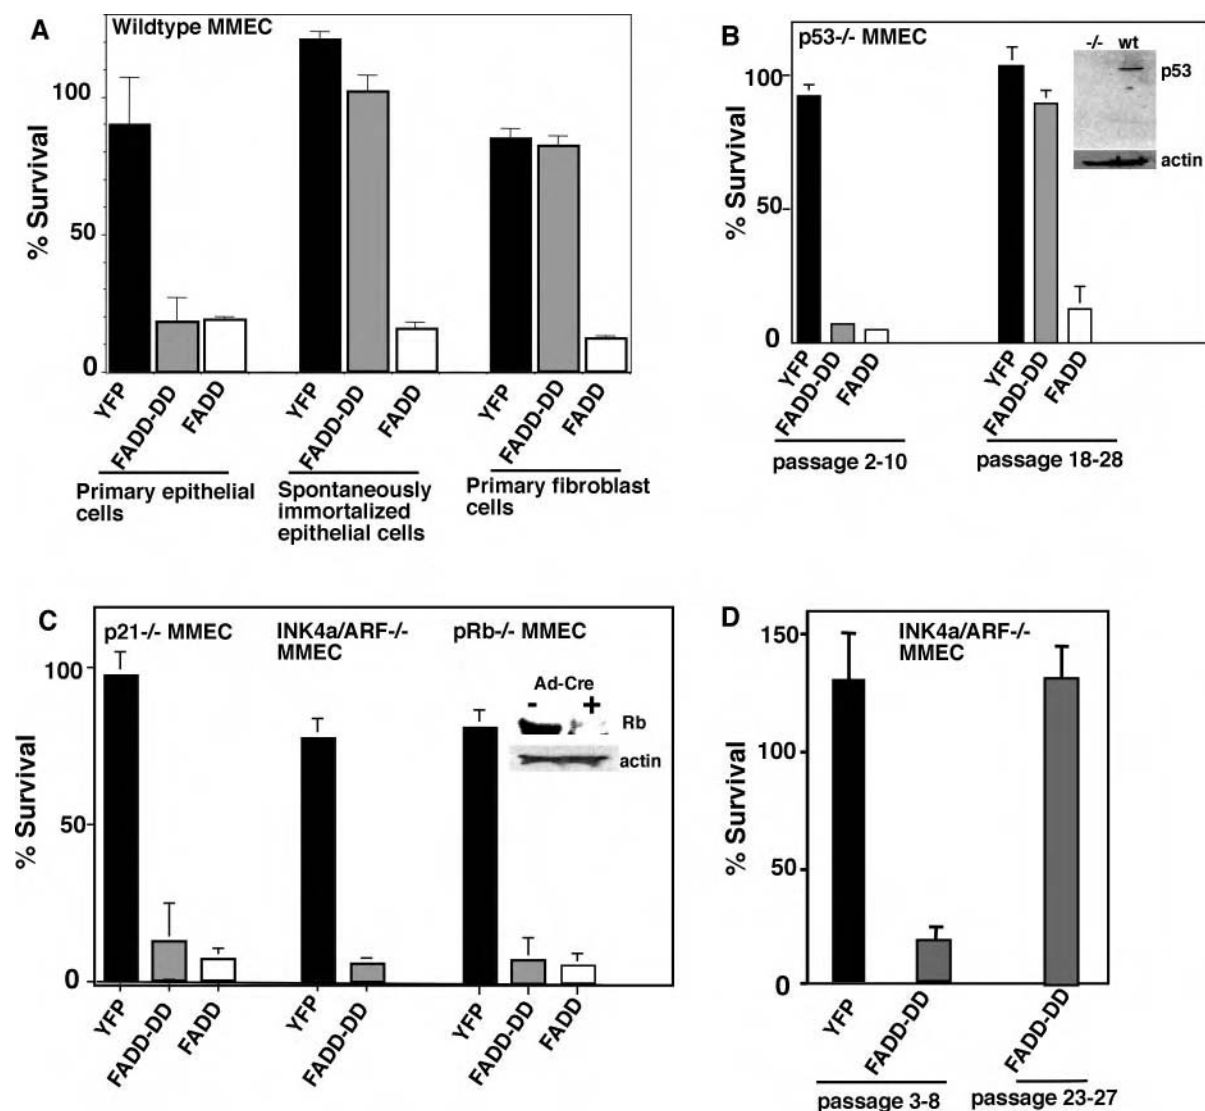 A
Wildtype MMEC
% Survival
100
50
0
YFP
FADD-DD
FADD
YFP
FADD-DD
FADD
YFP
FADD-DD
FADD
Primary epithelial
cells
Spontaneously
immortalized
epithelial cells
Primary fibroblast
cells
B
p53-/- MMEC
-/- wt
p53
actin
% Survival
100
50
0
YFP
FADD-DD
FADD
YFP
FADD-DD
FADD
passage 2-10
passage 18-28
C
p21-/- MMEC
INK4a/ARF-/-
MMEC
pRb-/- MMEC
Ad-Cre
- +
Rb
actin
% Survival
100
50
0
YFP
FADD-DD
FADD
YFP
FADD-DD
YFP
FADD-DD
FADD
D
INK4a/ARF-/-
MMEC
% Survival
150
100
50
0
YFP
FADD-DD
FADD-DD
passage 3-8
passage 23-27